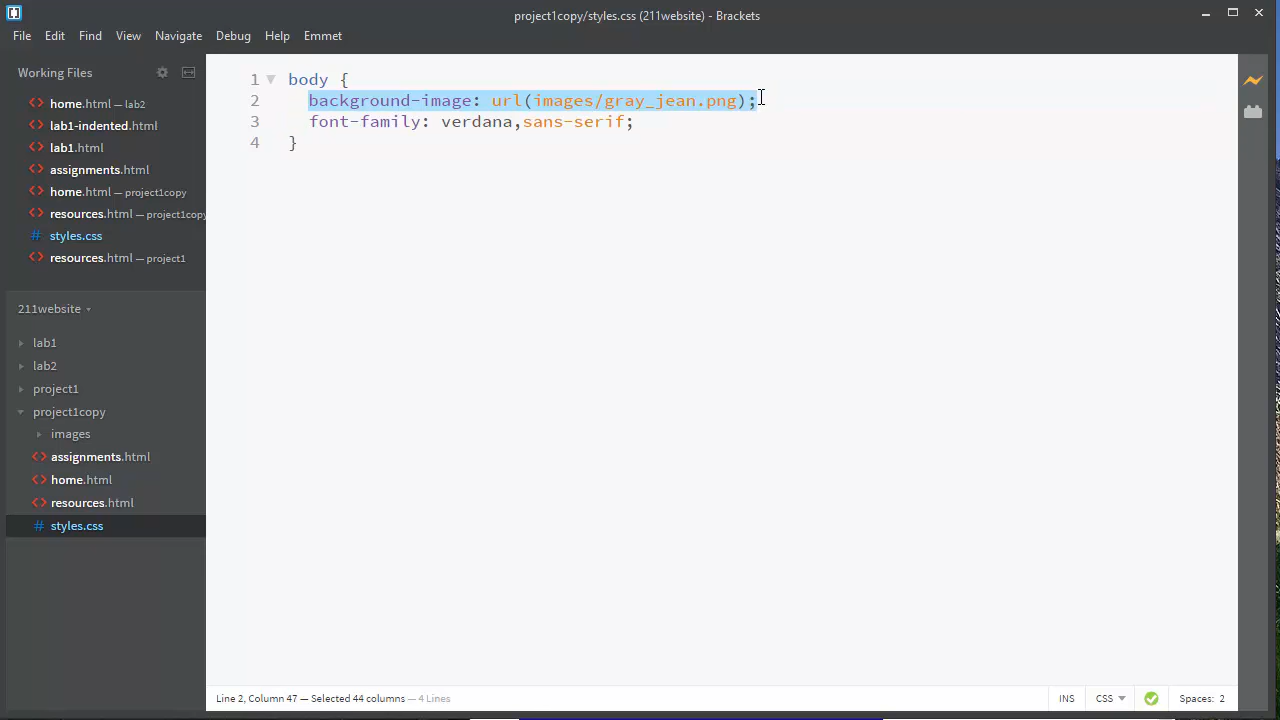 project1copy/styles.css (211website) - Brackets
File Edit Find View Navigate Debug Help Emmet
Working Files
home.html — lab2
lab1-indented.html
lab1.html
assignments.html
home.html — project1copy
resources.html — project1copy
styles.css
resources.html — project1
211website
lab1
lab2
project1
project1copy
images
assignments.html
home.html
resources.html
styles.css
1 body {
2 background-image: url(images/gray_jean.png);
3 font-family: verdana,sans-serif;
4 }
Line 2, Column 47 — Selected 44 columns — 4 Lines
INS CSS Spaces: 2